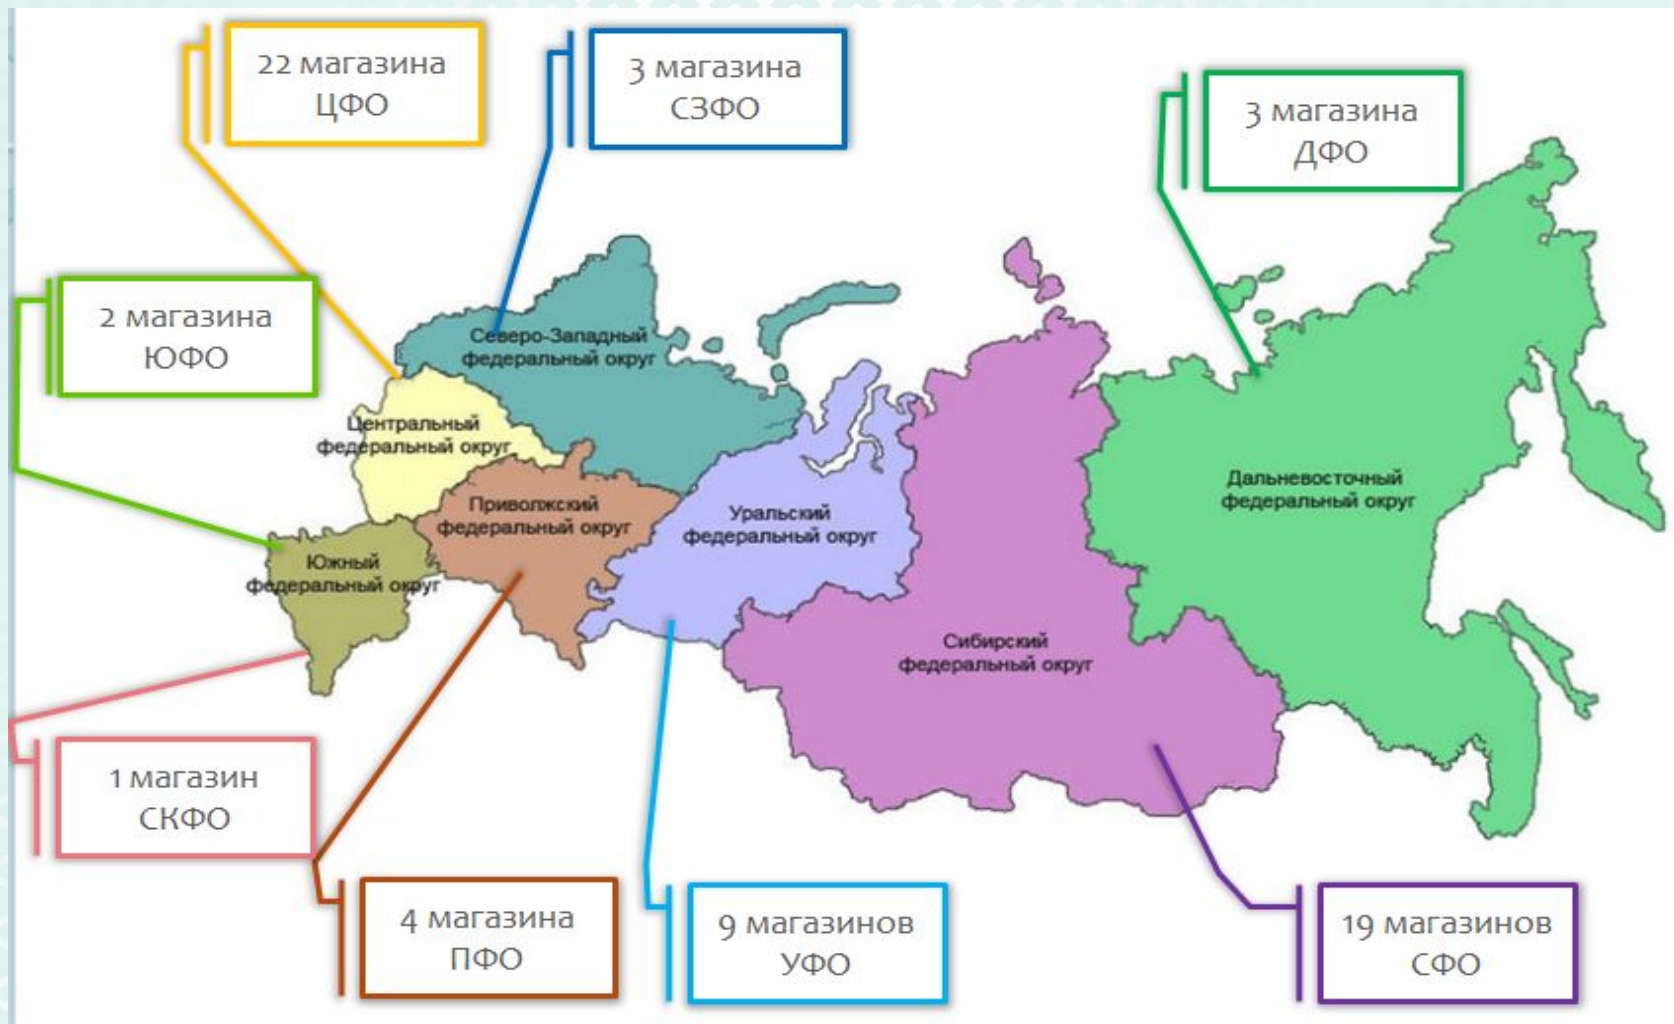 22 магазина
ЦФО
3 магазина
СЗФО
3 магазина
ДФО
2 магазина
ЮФО
Северо-Западный
федеральный округ
Центральный
федеральный округ
Приволжский
федеральный округ
Уральский
федеральный округ
Дальневосточный
федеральный округ
Южный
федеральный округ
Сибирский
федеральный округ
1 магазин
СКФО
4 магазина
ПФО
9 магазинов
УФО
19 магазинов
СФО